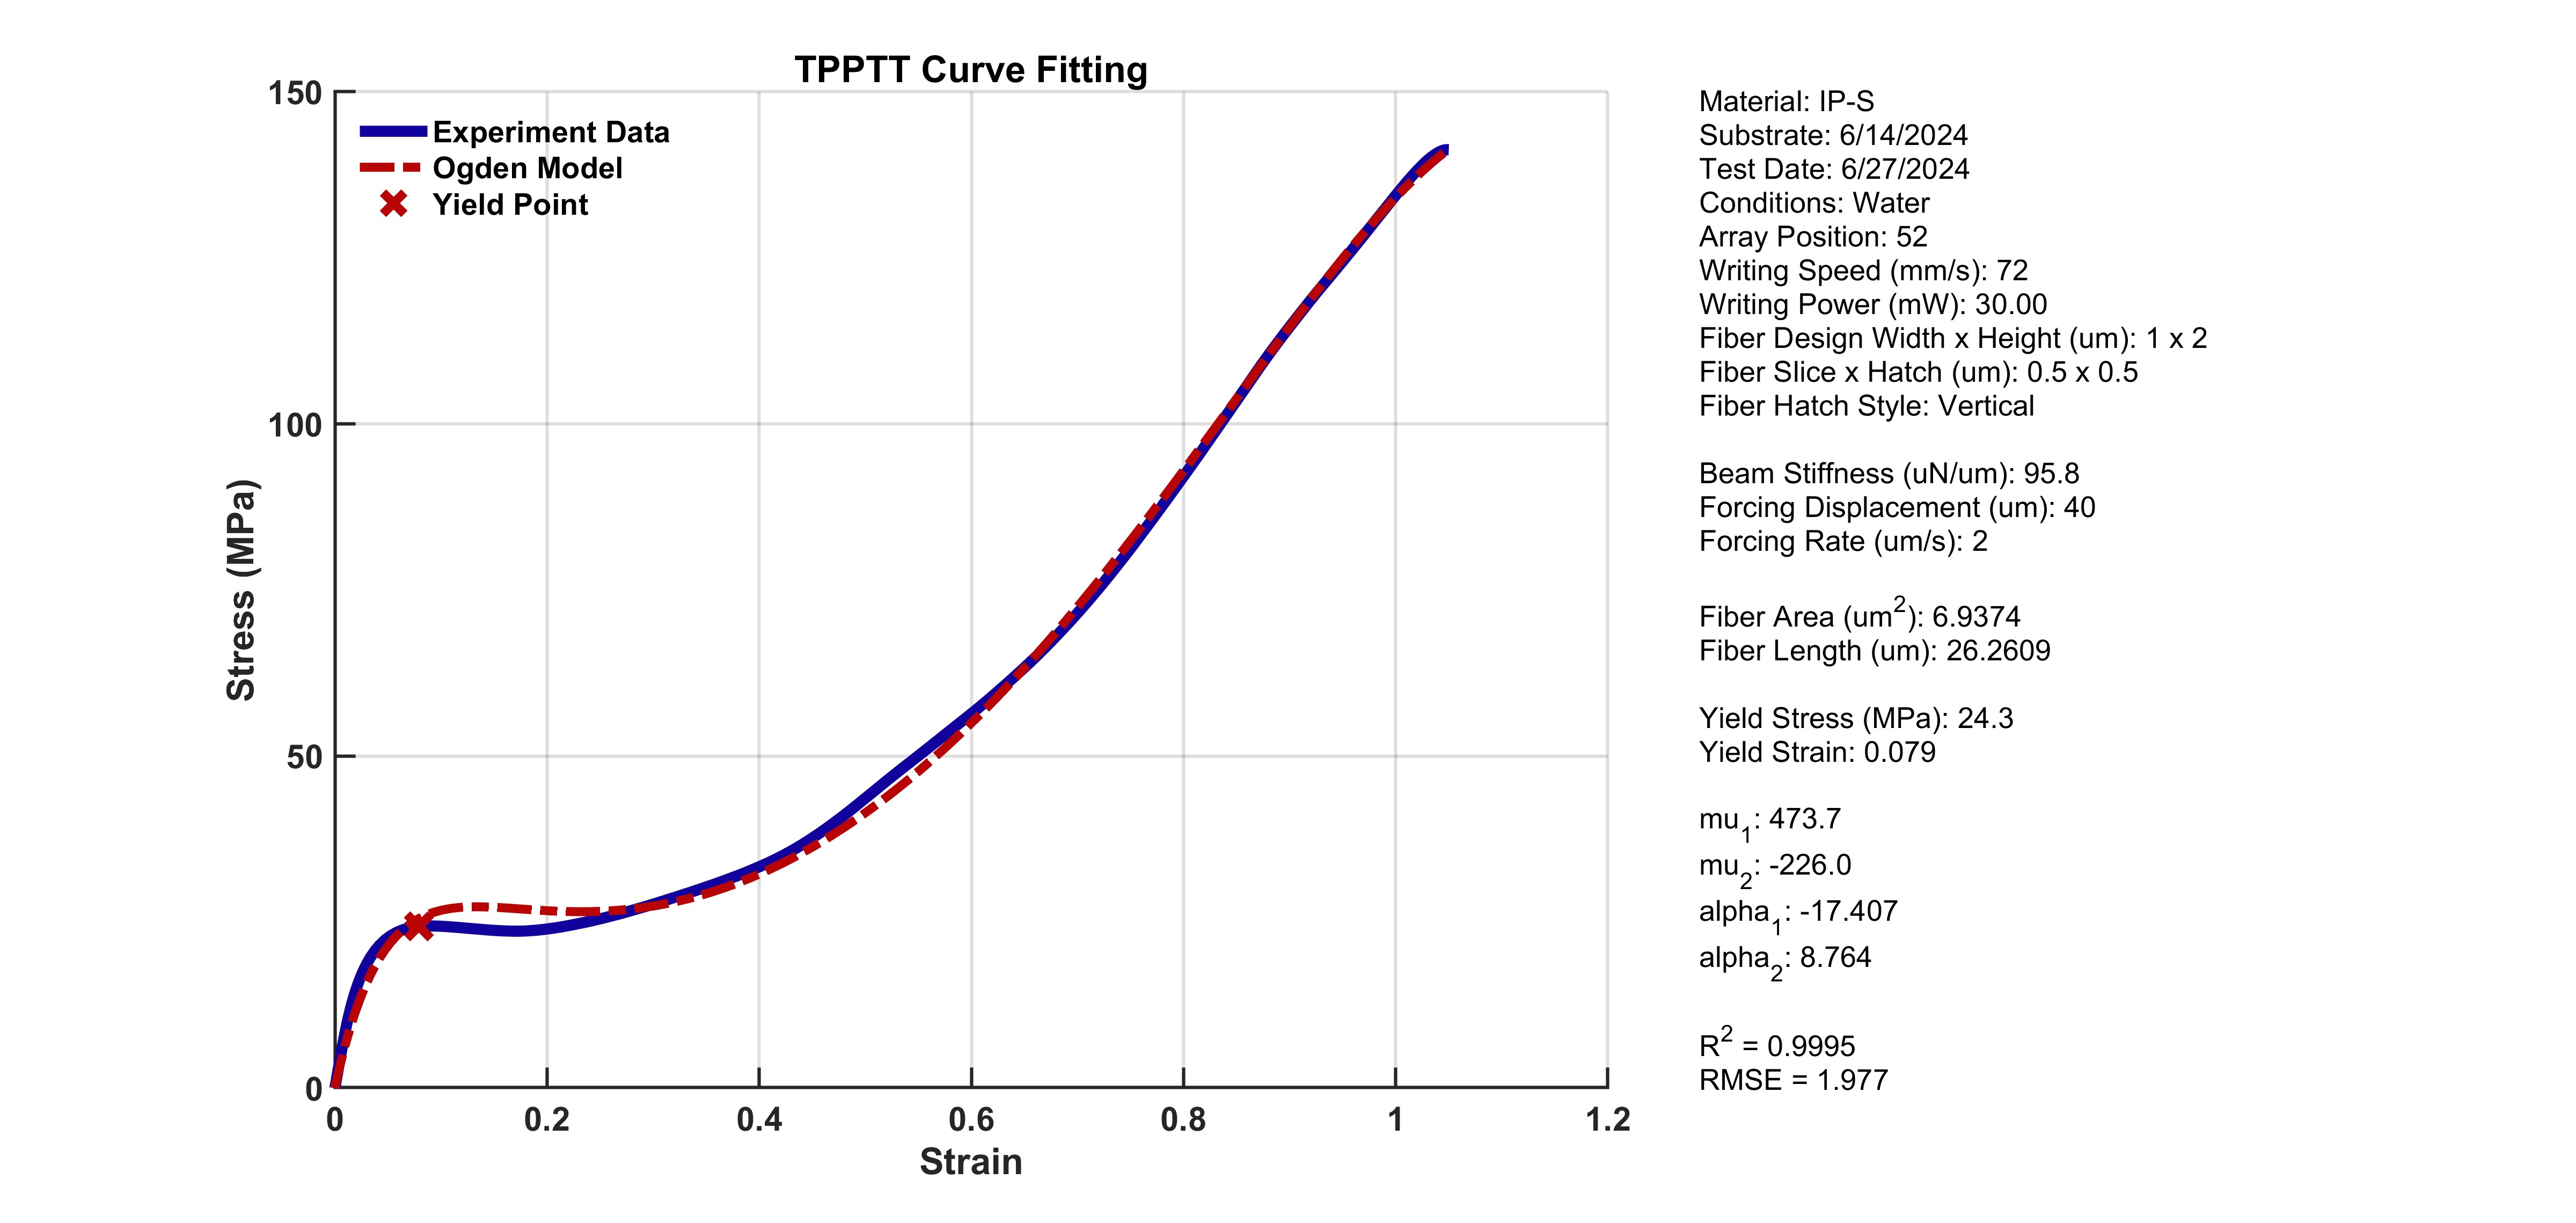 TPPTT Curve Fitting
150
100
50
0
Stress (MPa)
Experiment Data
Ogden Model
Yield Point
0 0.2 0.4 0.6 0.8 1 1.2
Strain
Material: IP-S
Substrate: 6/14/2024
Test Date: 6/27/2024
Conditions: Water
Array Position: 52
Writing Speed (mm/s): 72
Writing Power (mW): 30.00
Fiber Design Width x Height (um): 1 x 2
Fiber Slice x Hatch (um): 0.5 x 0.5
Fiber Hatch Style: Vertical
Beam Stiffness (uN/um): 95.8
Forcing Displacement (um): 40
Forcing Rate (um/s): 2
Fiber Area (um²): 6.9374
Fiber Length (um): 26.2609
Yield Stress (MPa): 24.3
Yield Strain: 0.079
mu₁: 473.7
mu₂: -226.0
alpha₁: -17.407
alpha₂: 8.764
R² = 0.9995
RMSE = 1.977